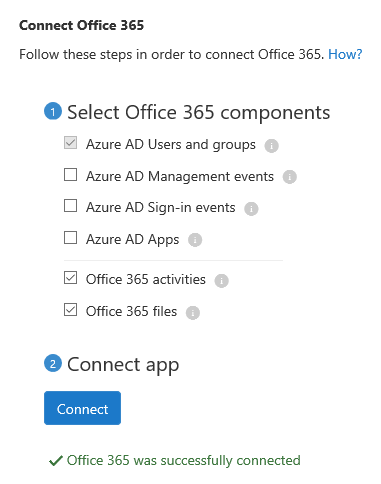 Connect Office 365
Follow these steps in order to connect Office 365. How?
1 Select Office 365 components
Azure AD Users and groups i
Azure AD Management events i
Azure AD Sign-in events i
Azure AD Apps i
Office 365 activities i
Office 365 files i
2 Connect app
Connect
Office 365 was successfully connected